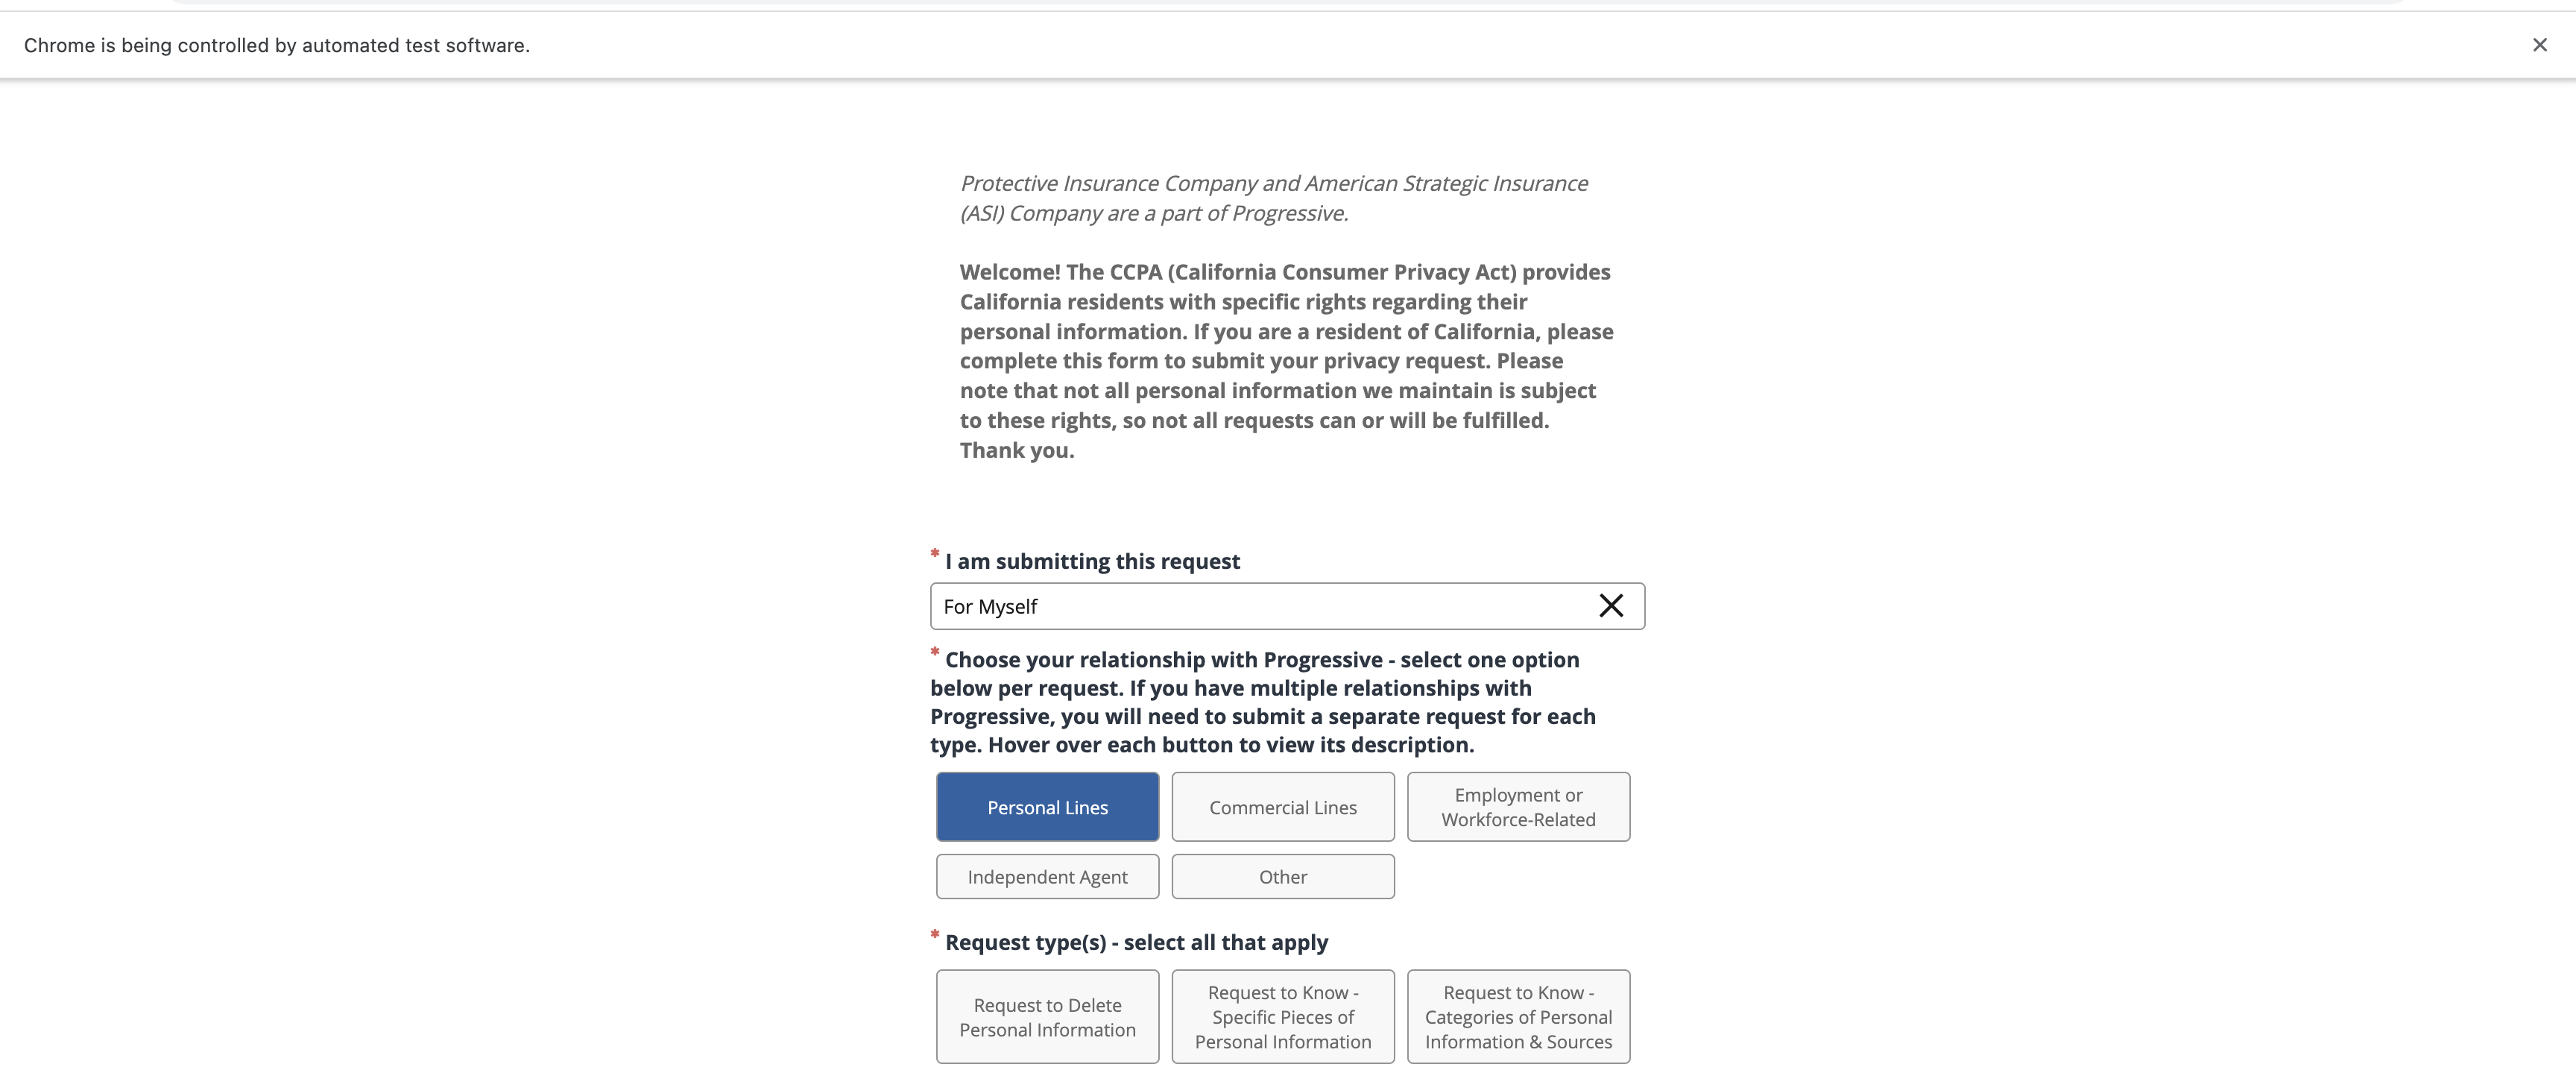 Chrome is being controlled by automated test software.
Protective Insurance Company and American Strategic Insurance
(ASI) Company are a part of Progressive.
Welcome! The CCPA (California Consumer Privacy Act) provides
California residents with specific rights regarding their
personal information. If you are a resident of California, please
complete this form to submit your privacy request. Please
note that not all personal information we maintain is subject
to these rights, so not all requests can or will be fulfilled.
Thank you.
* I am submitting this request
For Myself
* Choose your relationship with Progressive - select one option
below per request. If you have multiple relationships with
Progressive, you will need to submit a separate request for each
type. Hover over each button to view its description.
Personal Lines
Commercial Lines
Employment or
Workforce-Related
Independent Agent
Other
* Request type(s) - select all that apply
Request to Delete
Personal Information
Request to Know -
Specific Pieces of
Personal Information
Request to Know -
Categories of Personal
Information & Sources